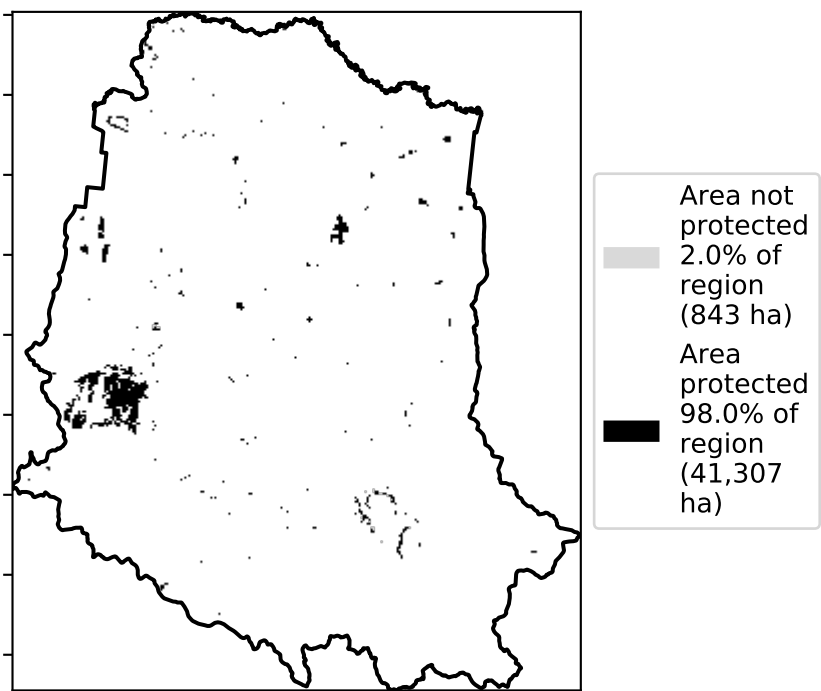 Area not
protected
2.0% of
region
(843 ha)
Area
protected
98.0% of
region
(41,307
ha)